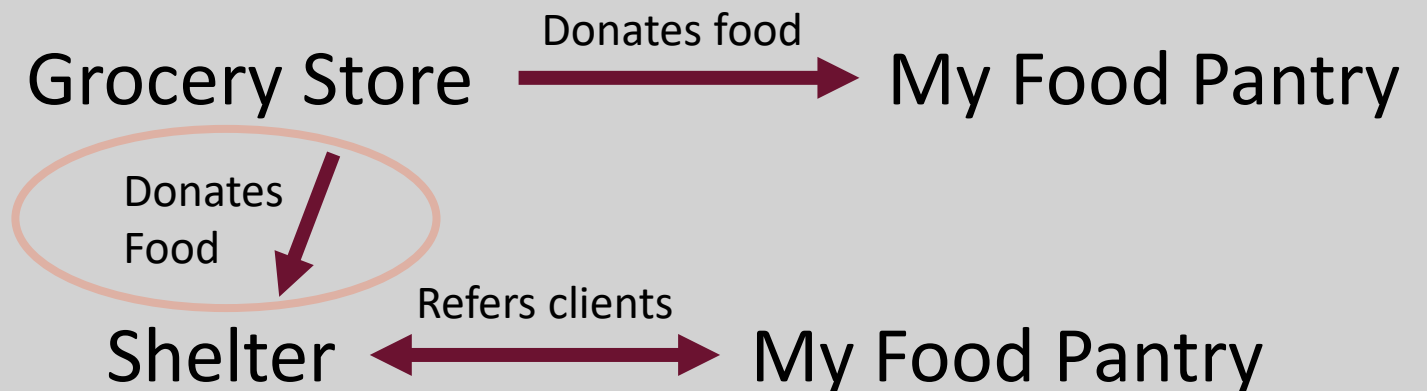 Donates food
Grocery Store
My Food Pantry
Donates
Food
Refers clients
Shelter
My Food Pantry